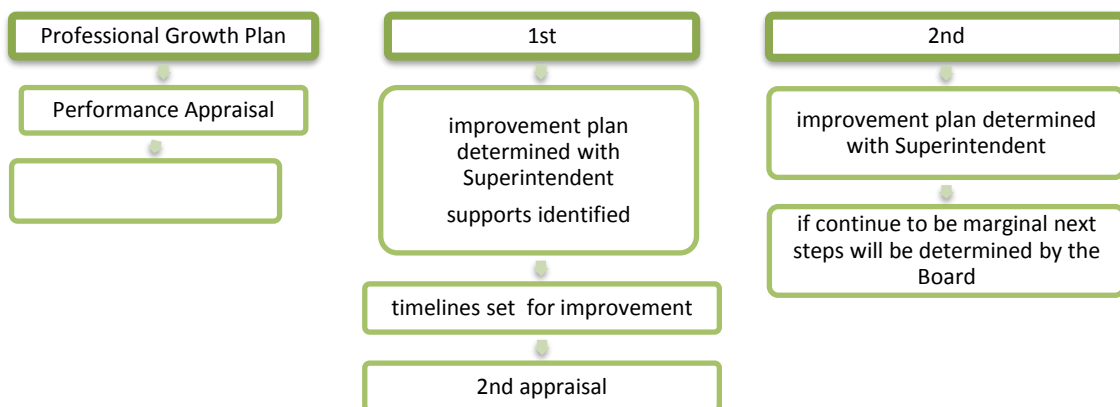 Professional Growth Plan
Performance Appraisal
1st
improvement plan
determined with
Superintendent
supports identified
timelines set for improvement
2nd appraisal
2nd
improvement plan determined
with Superintendent
if continue to be marginal next
steps will be determined by the
Board